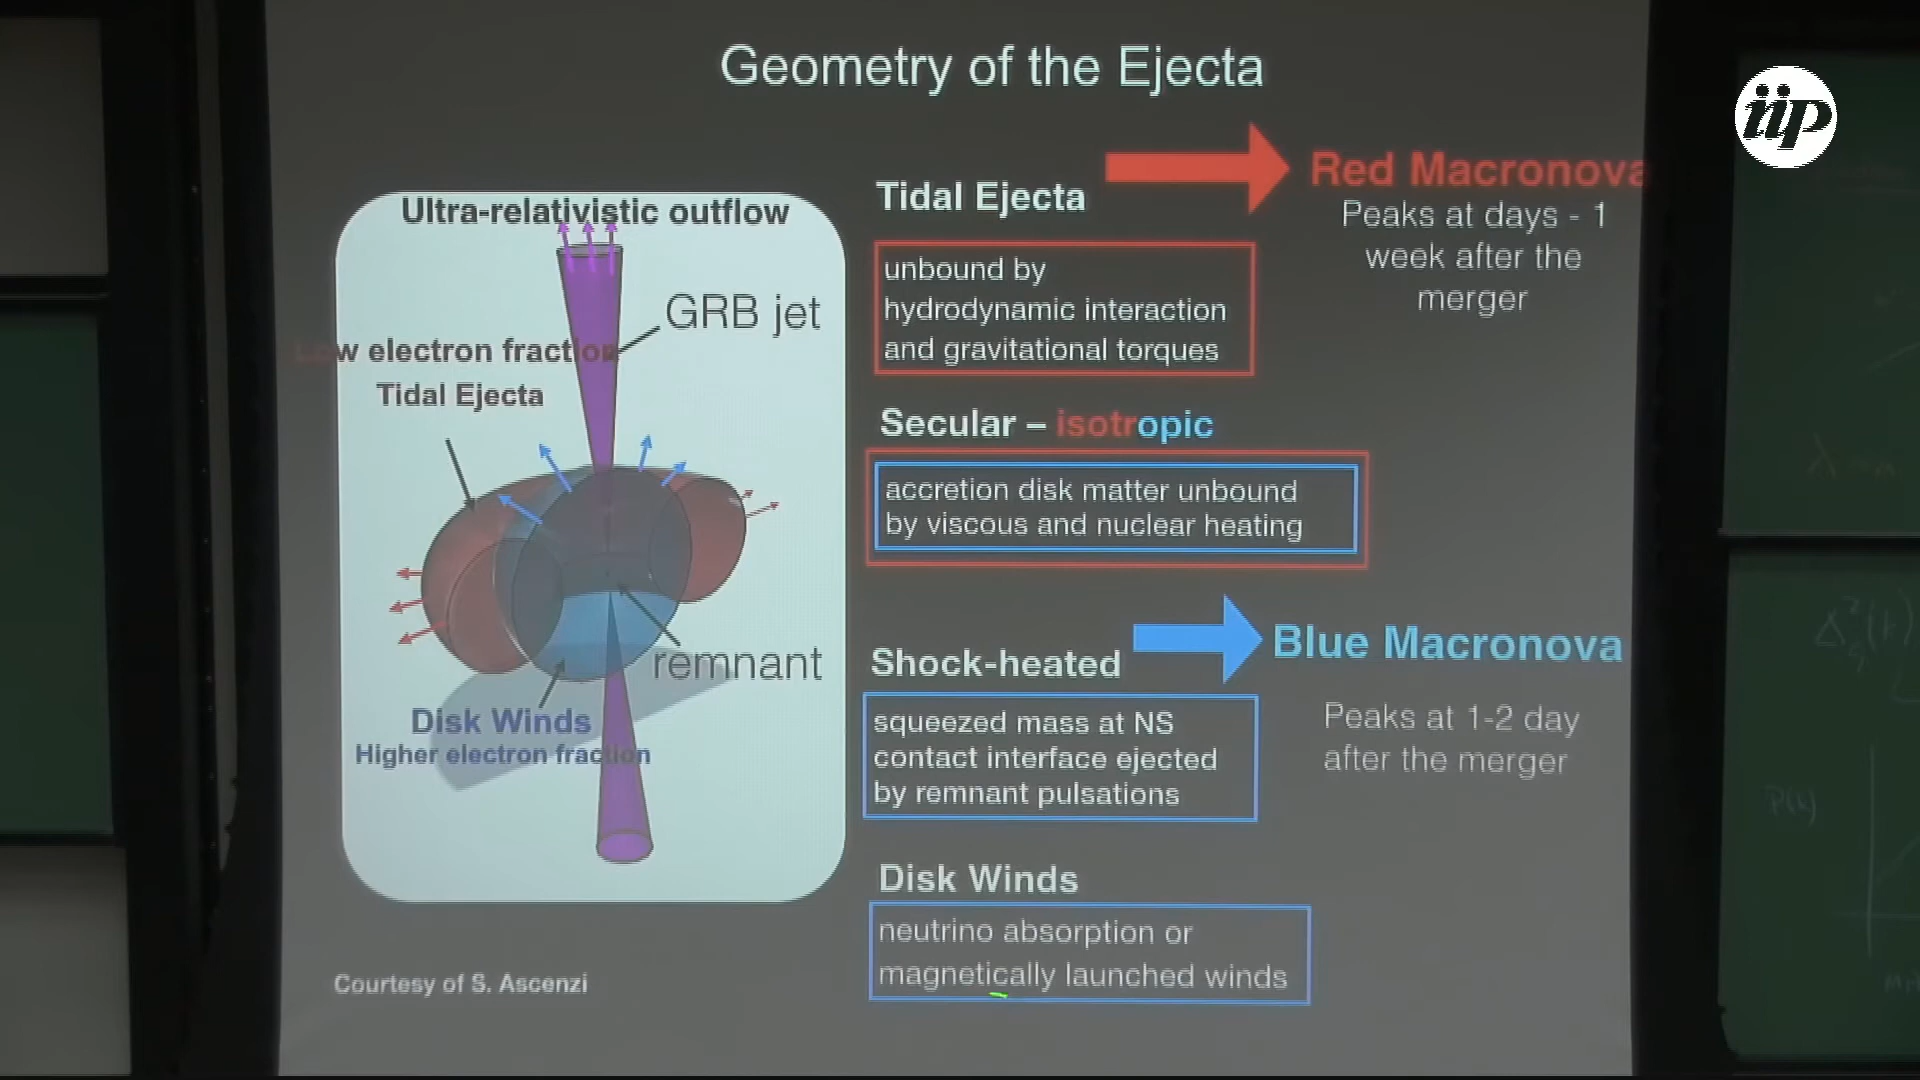 Geometry of the Ejecta
iip
Ultra-relativistic outflow
GRB jet
Low electron fraction
Tidal Ejecta
remnant
Disk Winds
Higher electron fraction
Courtesy of S. Ascenzi
Tidal Ejecta
unbound by
hydrodynamic interaction
and gravitational torques
Red Macronova
Peaks at days - 1
week after the
merger
Secular – isotropic
accretion disk matter unbound
by viscous and nuclear heating
Shock-heated
squeezed mass at NS
contact interface ejected
by remnant pulsations
Blue Macronova
Peaks at 1-2 day
after the merger
Disk Winds
neutrino absorption or
magnetically launched winds